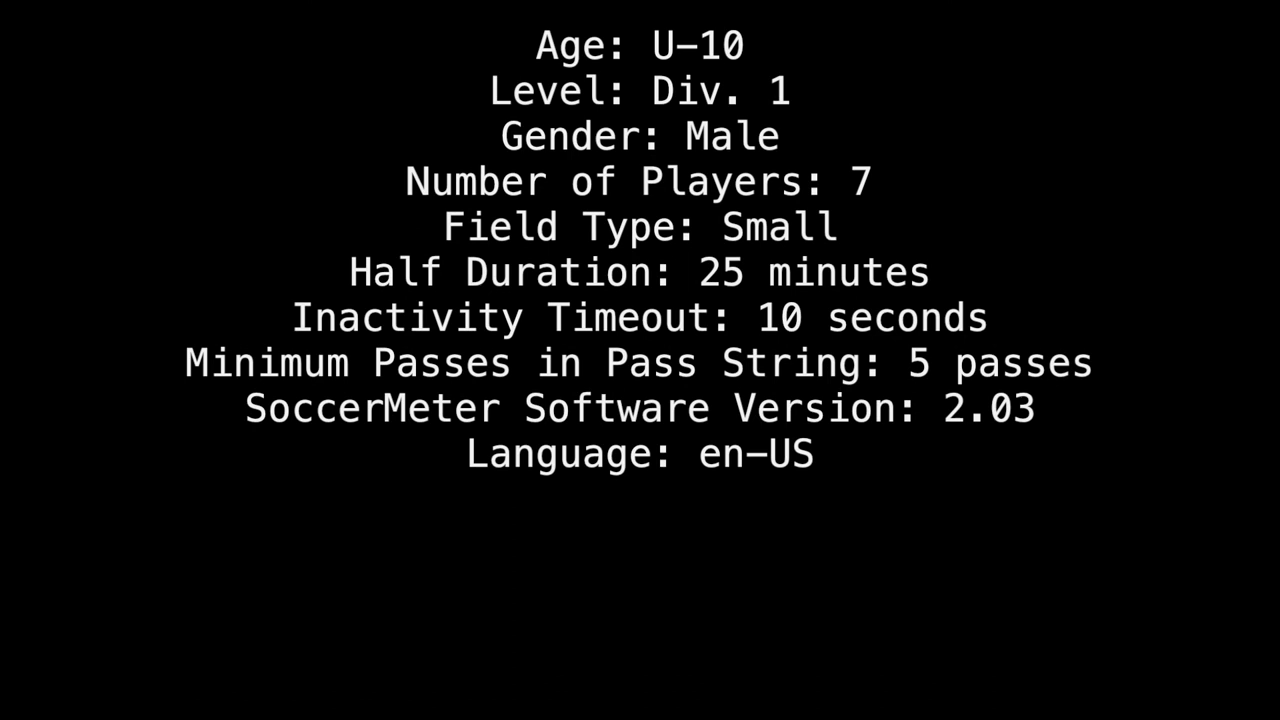 Age: U-10
Level: Div. 1
Gender: Male
Number of Players: 7
Field Type: Small
Half Duration: 25 minutes
Inactivity Timeout: 10 seconds
Minimum Passes in Pass String: 5 passes
SoccerMeter Software Version: 2.03
Language: en-US